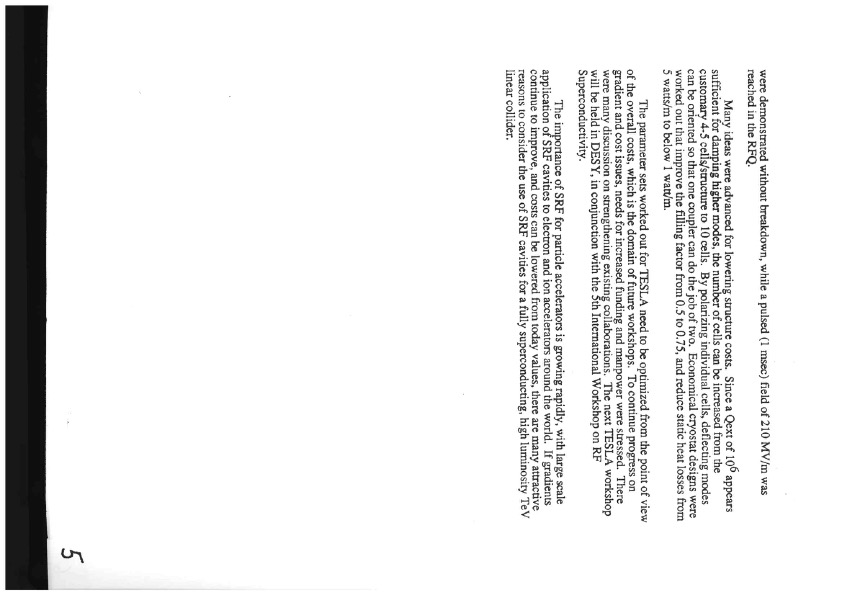 were demonstrated without breakdown, while a pulsed (1 msec) field of 210 MV/m was
reached in the RFQ.
Many ideas were advanced for lowering structure costs. Since a Qext of 10^6 appears
sufficient for damping higher modes, the number of cells can be increased from the
customary 4-5 cells/structure to 10 cells. By polarizing individual cells, deflecting modes
can be oriented so that one coupler can do the job of two. Economical cryostat designs were
worked out that improve the filling factor from 0.5 to 0.75, and reduce static heat losses from
5 watts/m to below 1 watt/m.
The parameter sets worked out for TESLA need to be optimized from the point of view
of the overall costs, which is the domain of future workshops. To continue progress on
gradient and cost issues, needs for increased funding and manpower were stressed. There
were many discussion on strengthening existing collaborations. The next TESLA workshop
will be held in DESY, in conjunction with the 5th International Workshop on RF
Superconductivity.
The importance of SRF for particle accelerators is growing rapidly, with large scale
application of SRF cavities to electron and ion accelerators around the world. If gradients
continue to improve, and costs can be lowered from today values, there are many attractive
reasons to consider the use of SRF cavities for a fully superconducting, high luminosity TeV
linear collider.
5